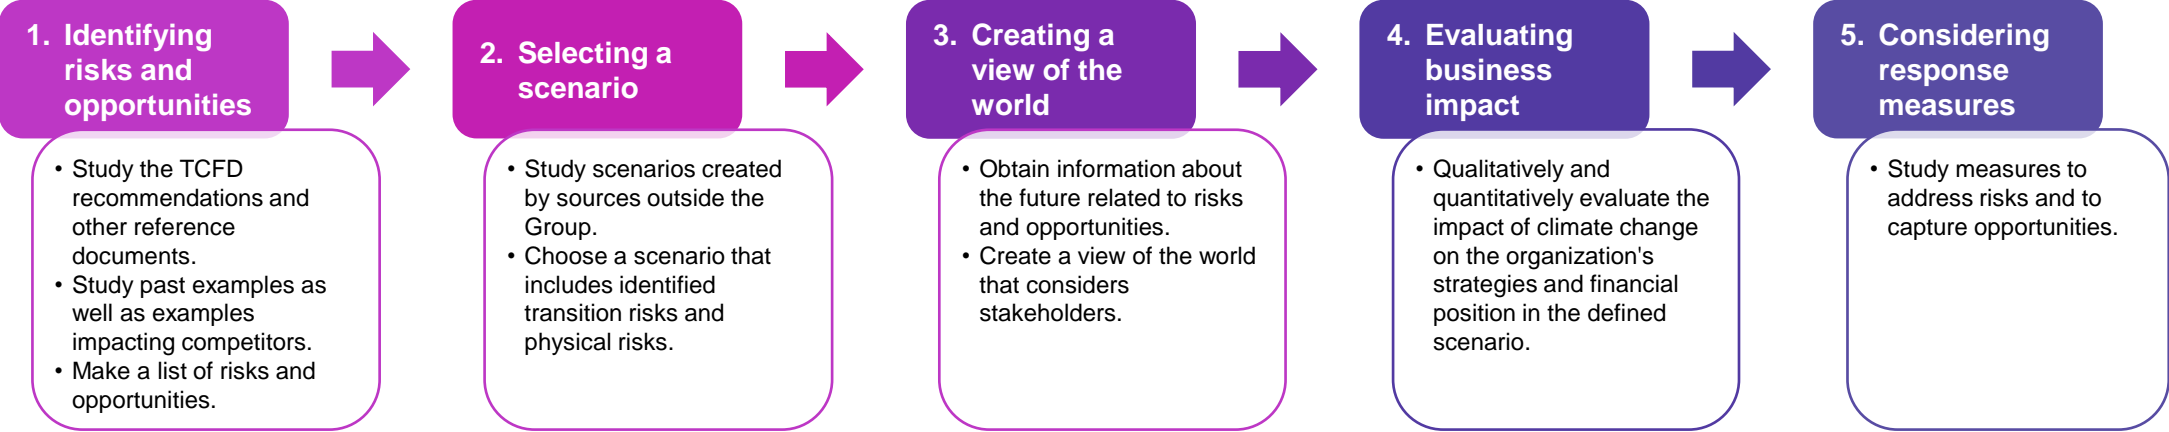 1. Identifying
risks and
opportunities
• Study the TCFD
recommendations and
other reference
documents.
• Study past examples as
well as examples
impacting competitors.
• Make a list of risks and
opportunities.
2. Selecting a
scenario
• Study scenarios created
by sources outside the
Group.
• Choose a scenario that
includes identified
transition risks and
physical risks.
3. Creating a
view of the
world
• Obtain information about
the future related to risks
and opportunities.
• Create a view of the world
that considers
stakeholders.
4. Evaluating
business
impact
• Qualitatively and
quantitatively evaluate the
impact of climate change
on the organization's
strategies and financial
position in the defined
scenario.
5. Considering
response
measures
• Study measures to
address risks and to
capture opportunities.